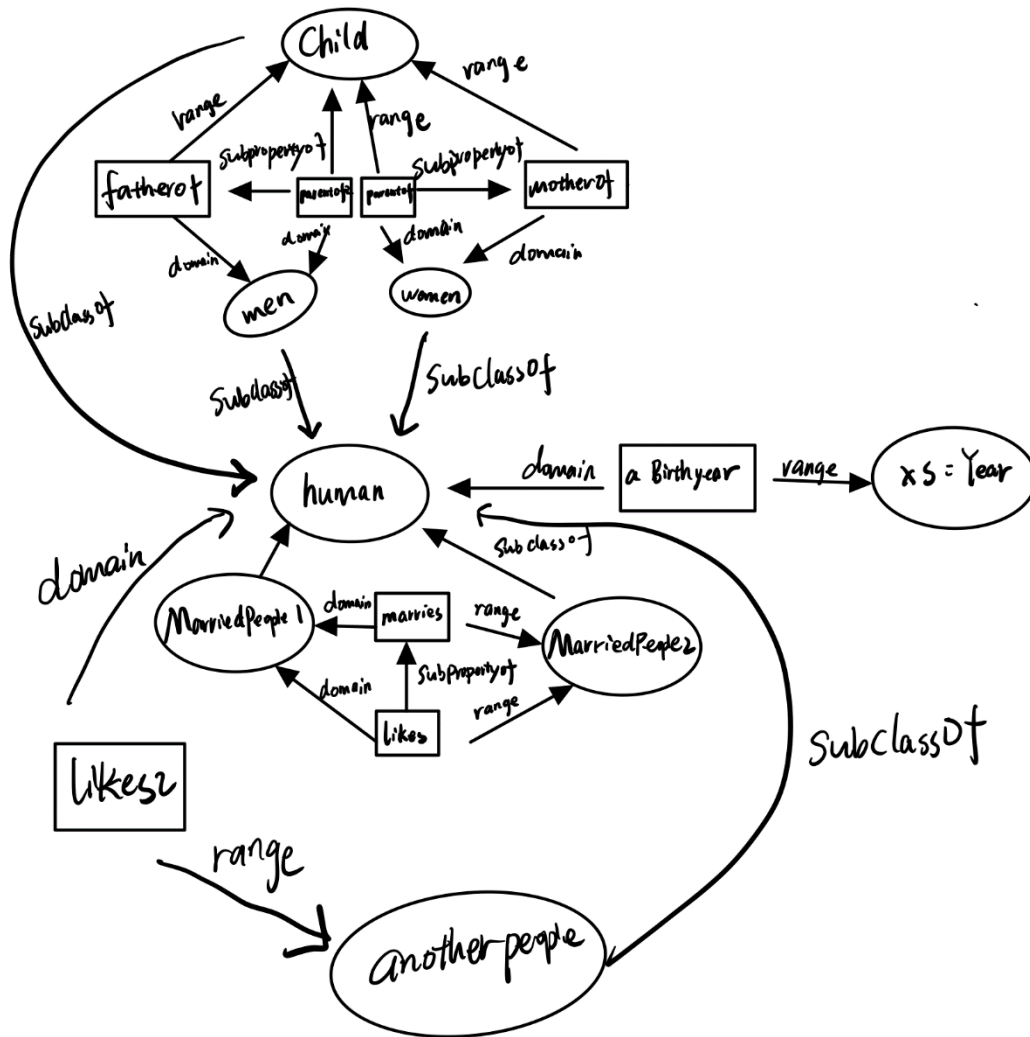 Child
range
range
range
subpropertyof
subpropertyof
fatherof
parentof2
parentof
motherof
domain
domain
domain
domain
men
women
subclassof
subclassof
subclassOf
human
domain
a Birthyear
range
xs=Year
domain
subclassOf
MarriedPeople1
domain
marries
range
MarriedPeople2
domain
subPropertyof
range
likes
subclassOf
likes2
range
anotherpeople